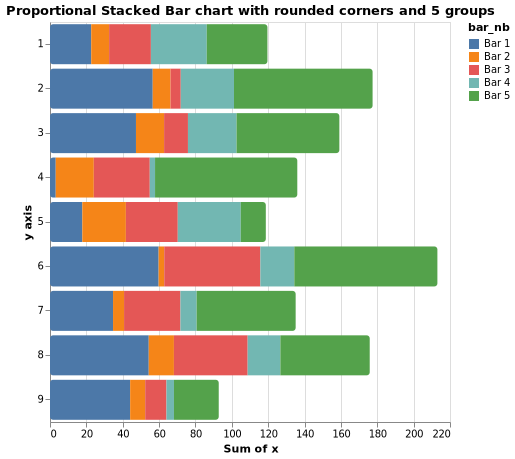 Proportional Stacked Bar chart with rounded corners and 5 groups
bar_nb
Bar 1
Bar 2
Bar 3
Bar 4
Bar 5
y axis
1
2
3
4
5
6
7
8
9
0 20 40 60 80 100 120 140 160 180 200 220
Sum of x